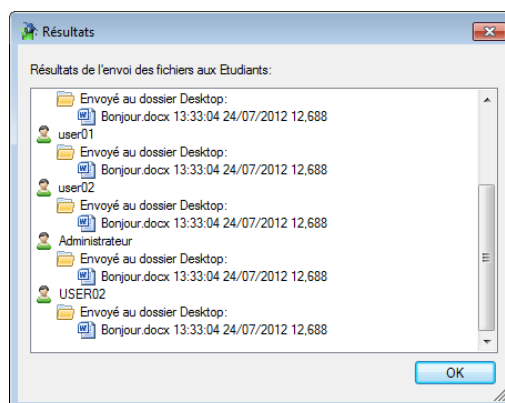 Résultats
Résultats de l'envoi des fichiers aux Etudiants:
Envoyé au dossier Desktop:
Bonjour.docx 13:33:04 24/07/2012 12,688
user01
Envoyé au dossier Desktop:
Bonjour.docx 13:33:04 24/07/2012 12,688
user02
Envoyé au dossier Desktop:
Bonjour.docx 13:33:04 24/07/2012 12,688
Administrateur
Envoyé au dossier Desktop:
Bonjour.docx 13:33:04 24/07/2012 12,688
USER02
Envoyé au dossier Desktop:
Bonjour.docx 13:33:04 24/07/2012 12,688
OK